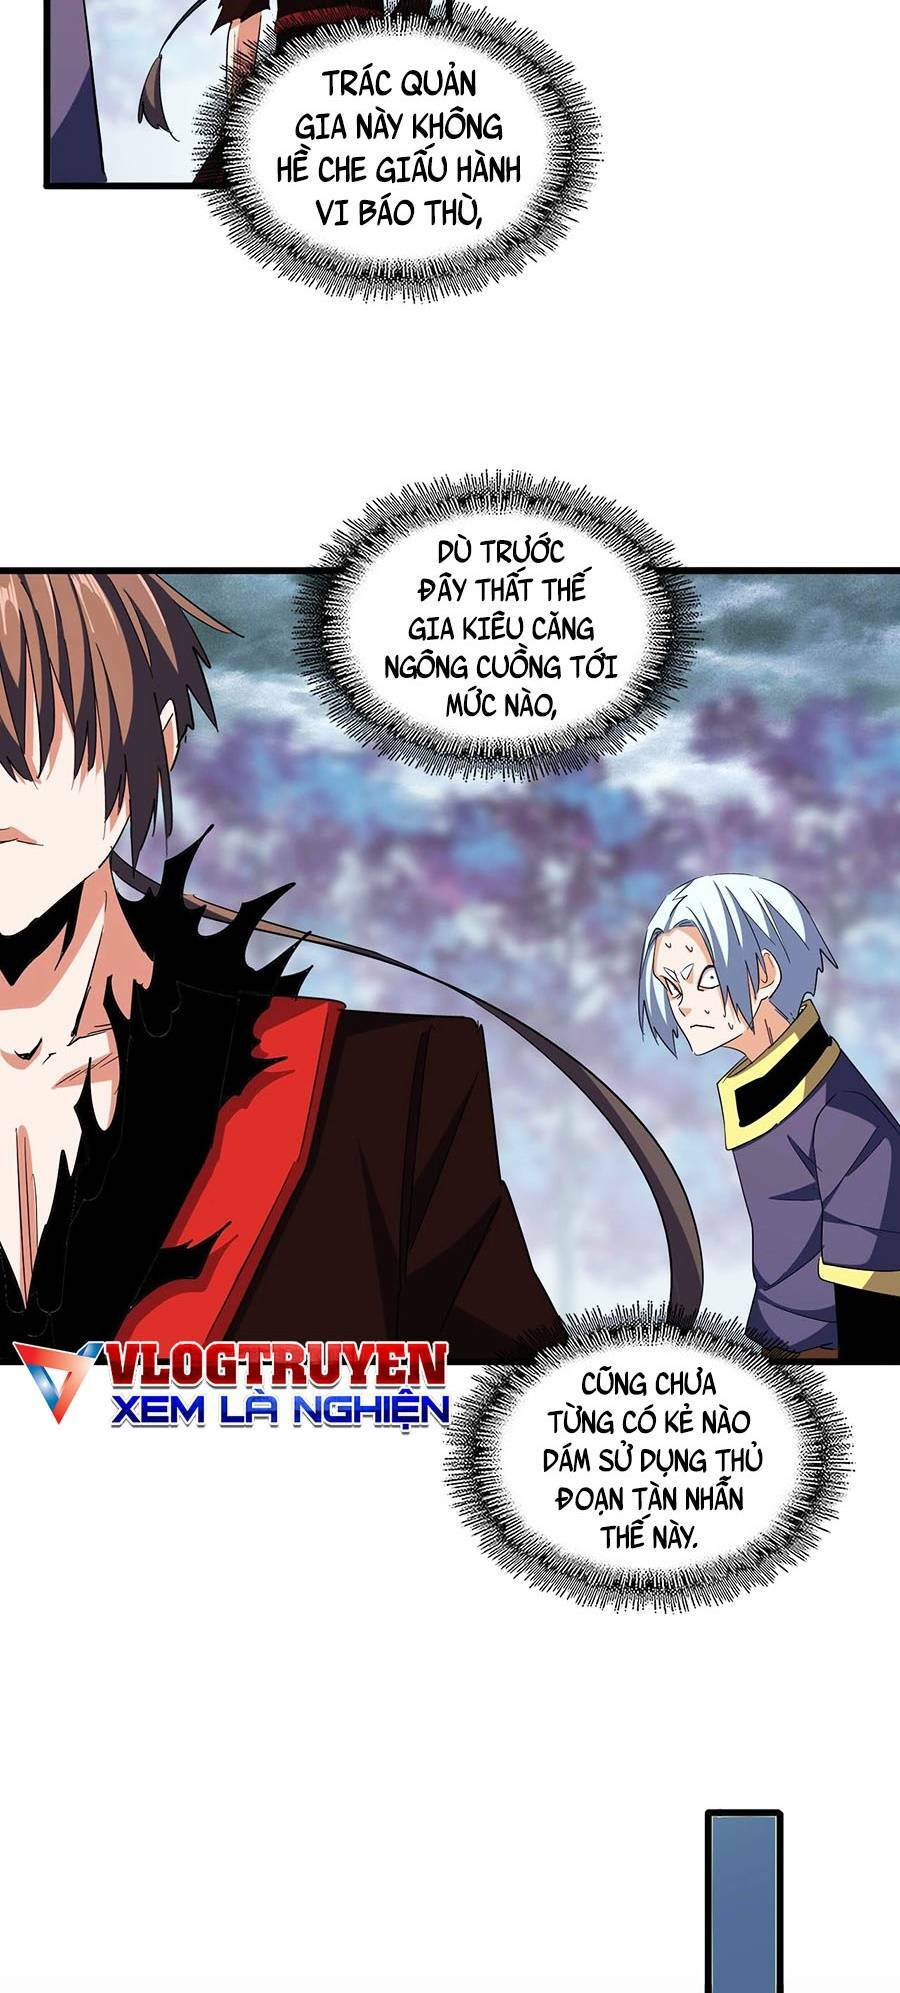 TRÁC QUẢN
GIA NÀY KHÔNG
HỀ CHE GIẤU HÀNH
VI BÁO THÙ,
DÙ TRƯỚC
ĐÂY THẤT THẾ
GIA KIÊU CĂNG
NGÔNG CUỒNG TỚI
MỨC NÀO,
VLOGTRUYEN
XEM LÀ NGHIỆN
CŨNG CHƯA
TỪNG CÓ KẺ NÀO
DÁM SỬ DỤNG THỦ
ĐOẠN TÀN NHẪN
THẾ NÀY.